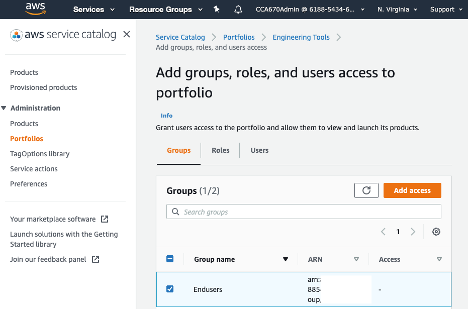 aws
Services
Resource Groups
CCA670Admin @ 6188-5434-6...
N. Virginia
Support
aws service catalog
Products
Provisioned products
Administration
Products
Portfolios
TagOptions library
Service actions
Preferences
Your marketplace software
Launch solutions with the Getting
Started library
Join our feedback panel
Service Catalog
Portfolios
Engineering Tools
Add groups, roles, and users access
Add groups, roles, and users access to
portfolio
Info
Grant users access to the portfolio and allow them to view and launch its products.
Groups
Roles
Users
Groups (1/2)
Add access
Search groups
1
Group name
ARN
Access
Endusers
arn:
885-
oup,
-